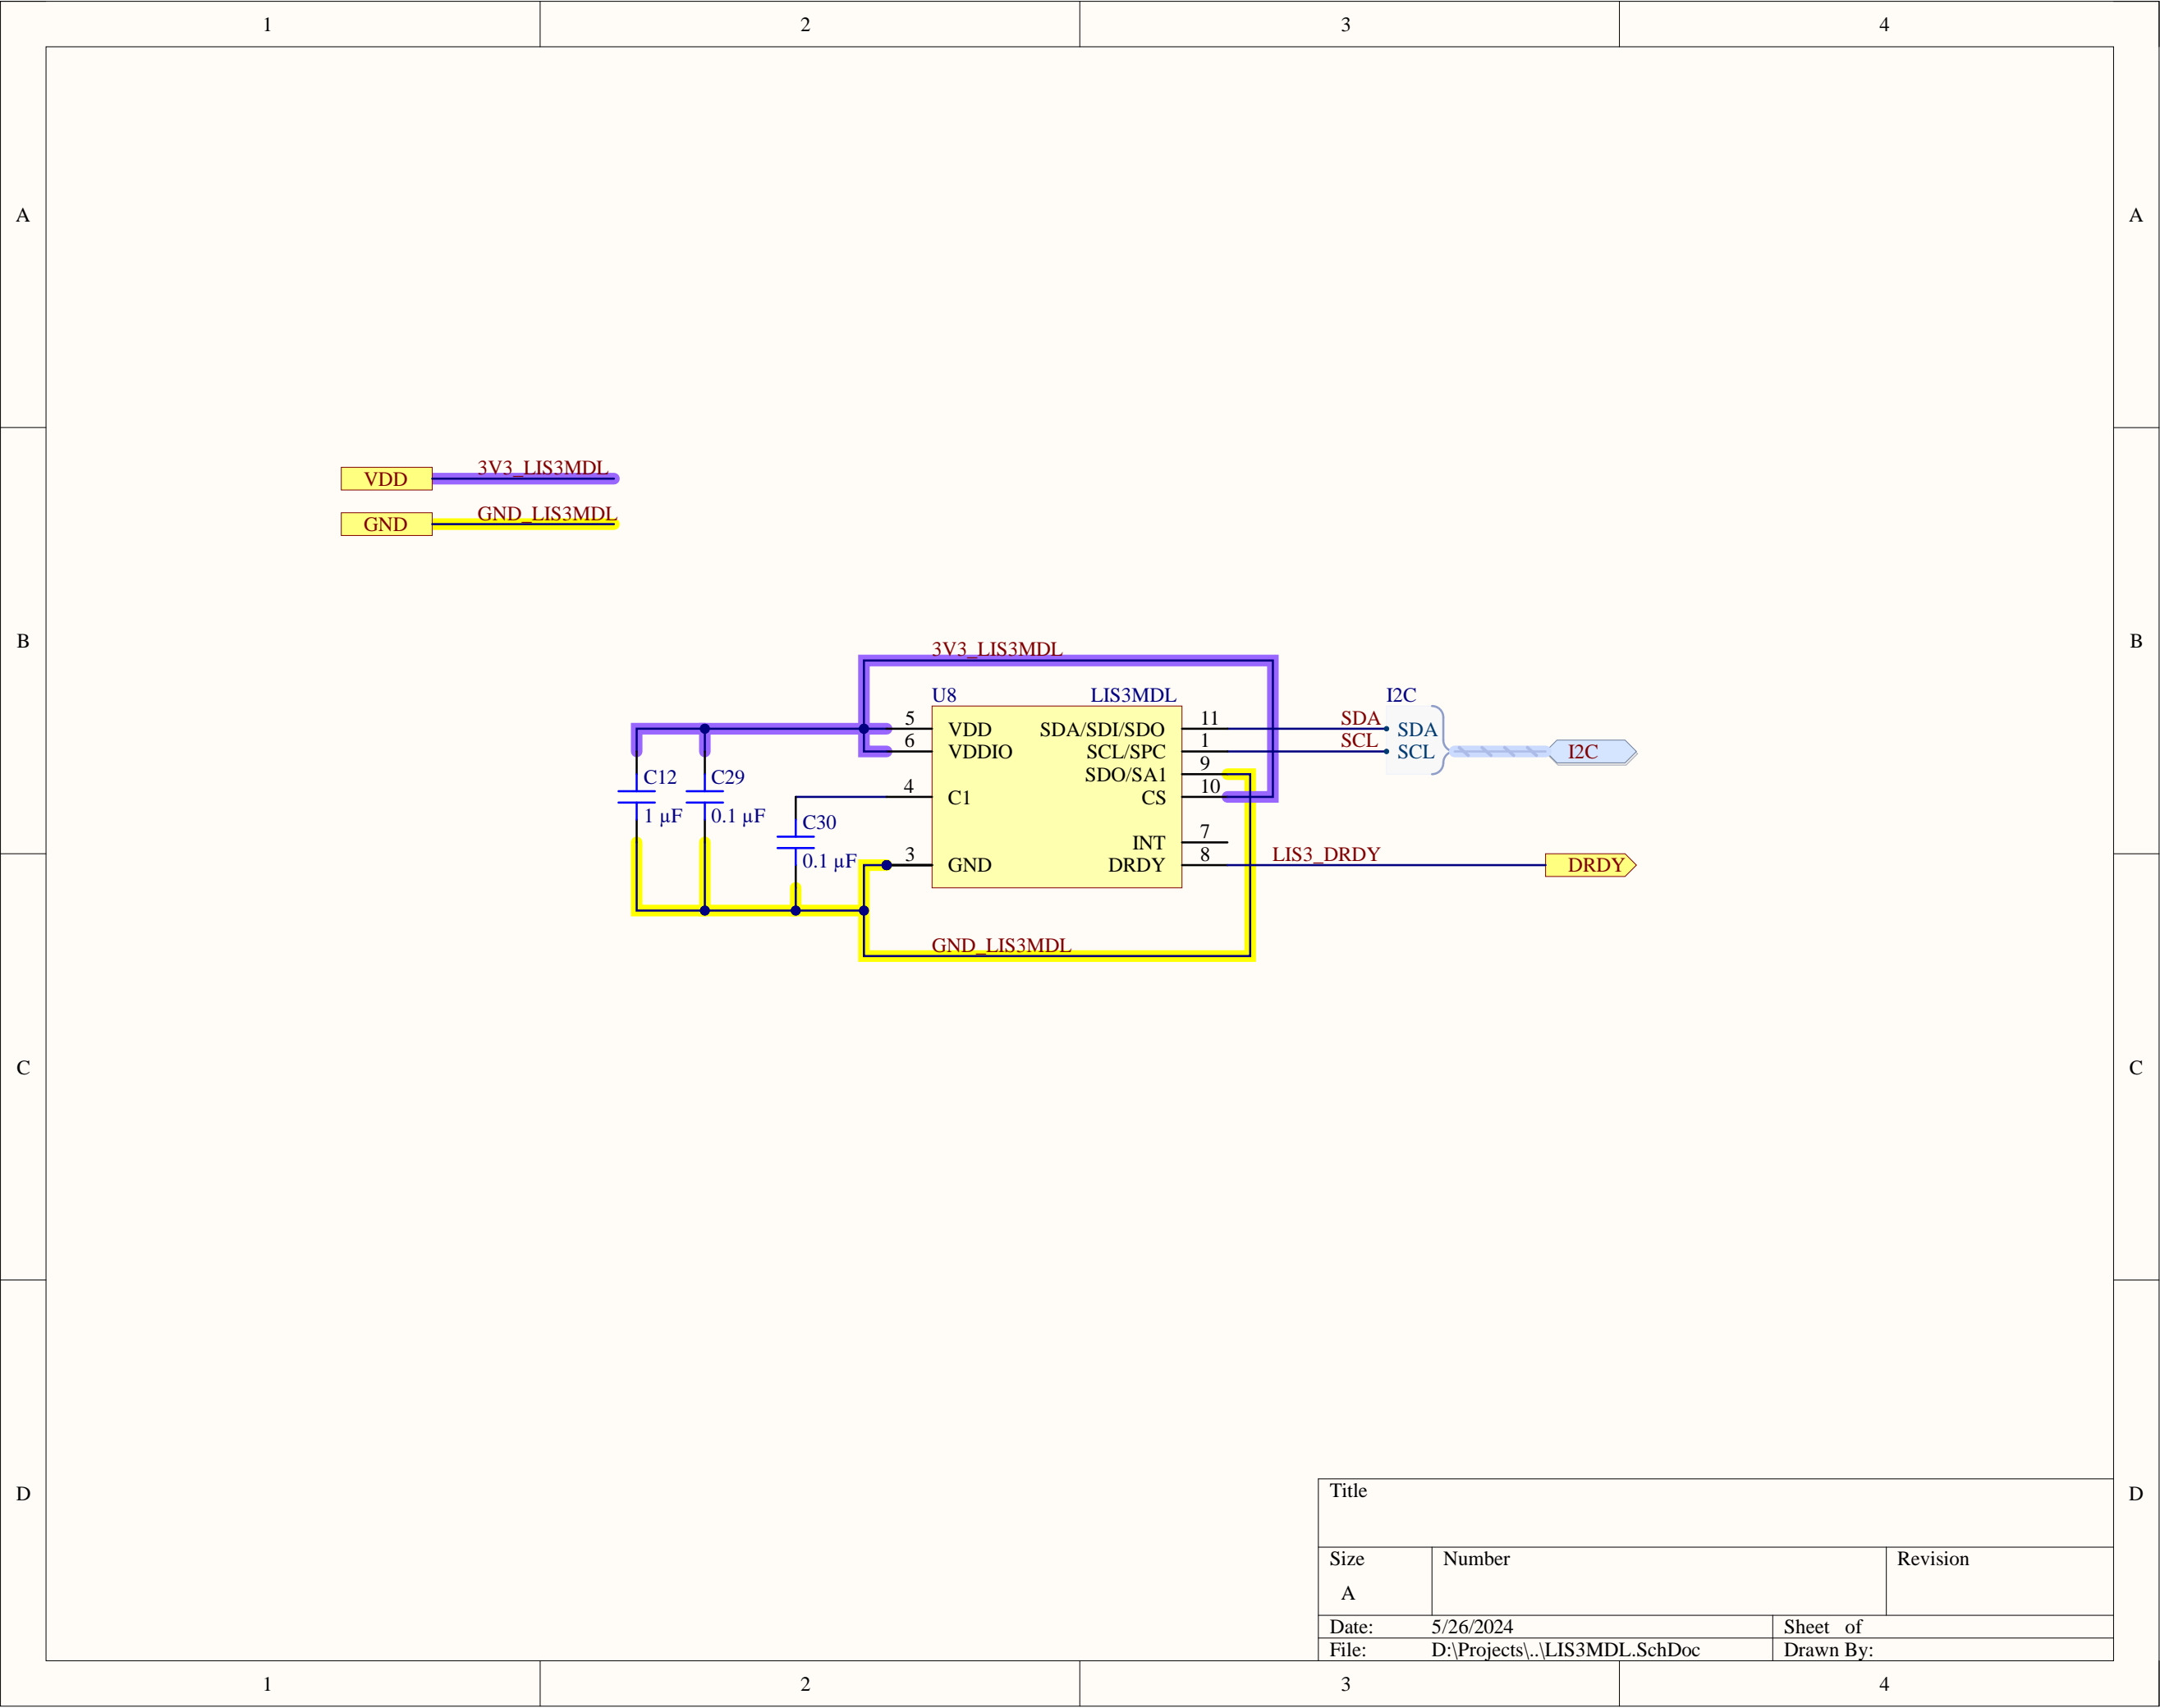 1 2 3 4
A A
VDD 3V3_LIS3MDL
GND GND_LIS3MDL
B B
3V3_LIS3MDL
U8 LIS3MDL I2C
5 VDD SDA/SDI/SDO 11 SDA SDA
6 VDDIO SCL/SPC 1 SCL SCL I2C
SDO/SA1 9
C12 C29
4 C1 CS 10
1 µF 0.1 µF
C30
INT 7
0.1 µF 3 GND DRDY 8 LIS3_DRDY DRDY
GND_LIS3MDL
C C
D D
Title
Size Number Revision
A
Date: 5/26/2024 Sheet of
File: D:\Projects\..\LIS3MDL.SchDoc Drawn By:
1 2 3 4